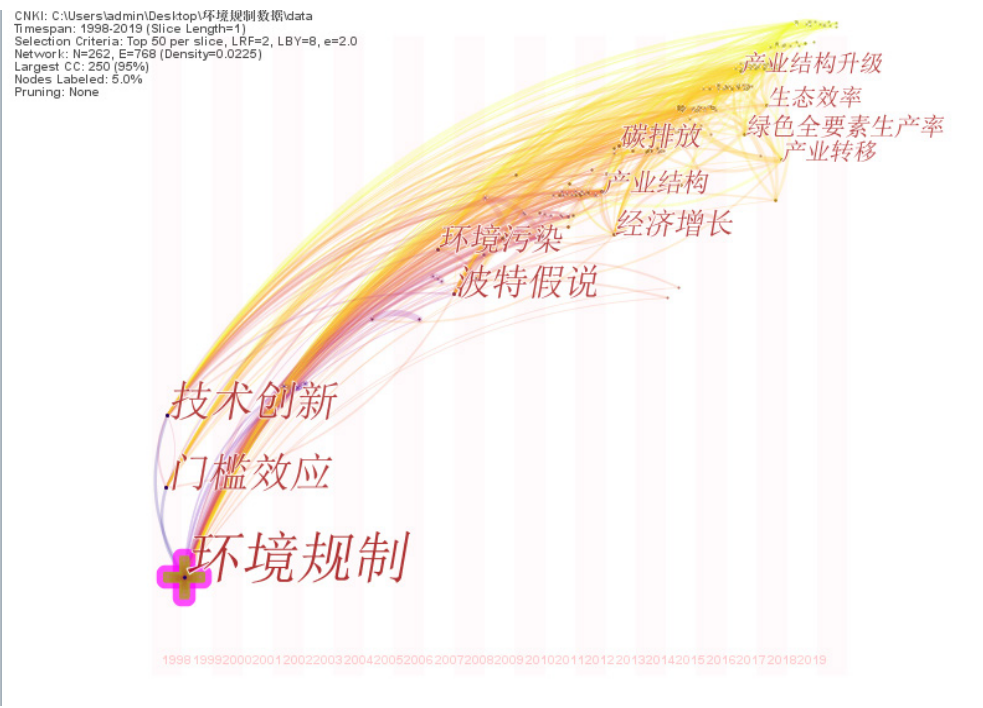 CNKI: C:\Users\admin\Desktop\环境规制数据\data
Timespan: 1998-2019 (Slice Length=1)
Selection Criteria: Top 50 per slice, LRF=2, LBY=8, e=2.0
Network: N=262, E=768 (Density=0.0225)
Largest CC: 250 (95%)
Nodes Labeled: 5.0%
Pruning: None
产业结构升级
生态效率
绿色全要素生产率
碳排放
产业转移
产业结构
经济增长
环境污染
波特假说
技术创新
门槛效应
环境规制
1998 1999 2000 2001 2002 2003 2004 2005 2006 2007 2008 2009 2010 2011 2012 2013 2014 2015 2016 2017 2018 2019